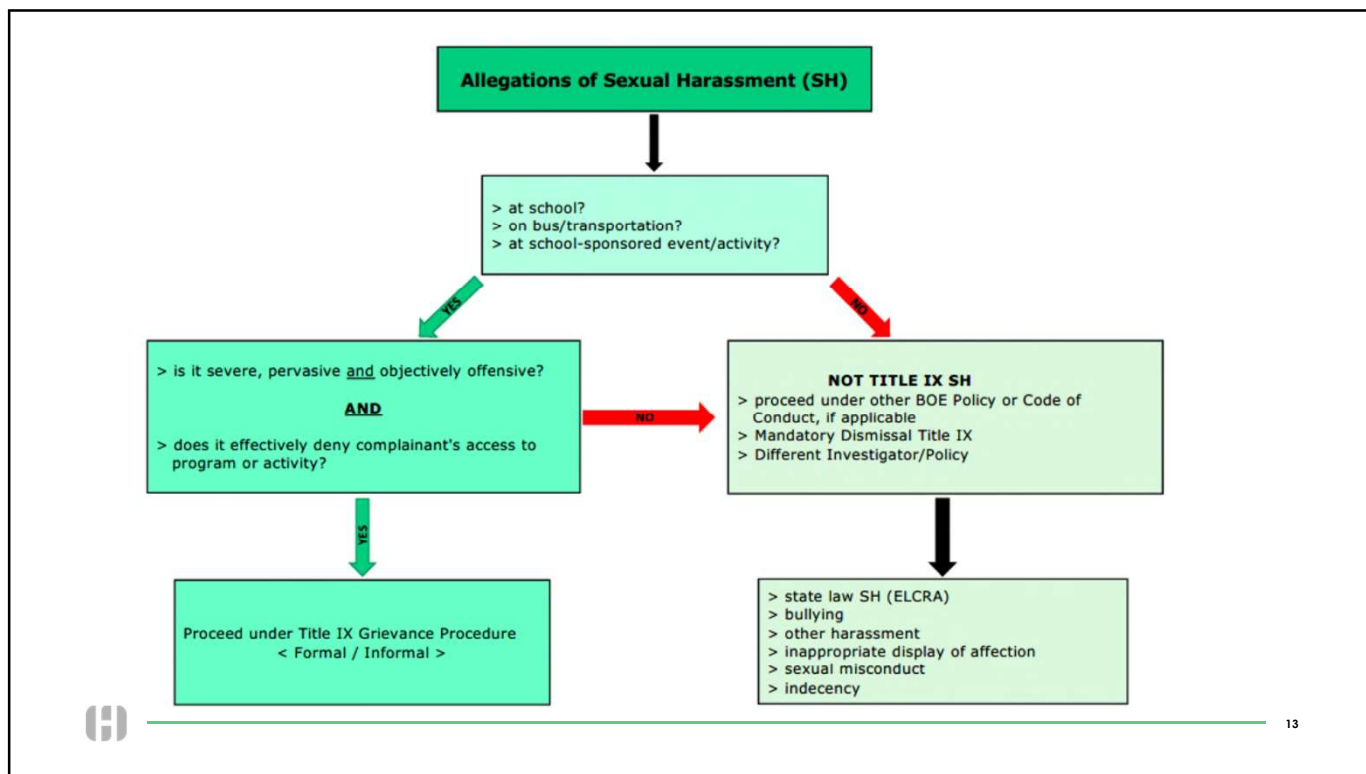 Allegations of Sexual Harassment (SH)
> at school?
> on bus/transportation?
> at school-sponsored event/activity?
YES
NO
> is it severe, pervasive and objectively offensive?
AND
> does it effectively deny complainant's access to
program or activity?
NO
NOT TITLE IX SH
> proceed under other BOE Policy or Code of
Conduct, if applicable
> Mandatory Dismissal Title IX
> Different Investigator/Policy
YES
Proceed under Title IX Grievance Procedure
< Formal / Informal >
> state law SH (ELCRA)
> bullying
> other harassment
> inappropriate display of affection
> sexual misconduct
> indecency
13